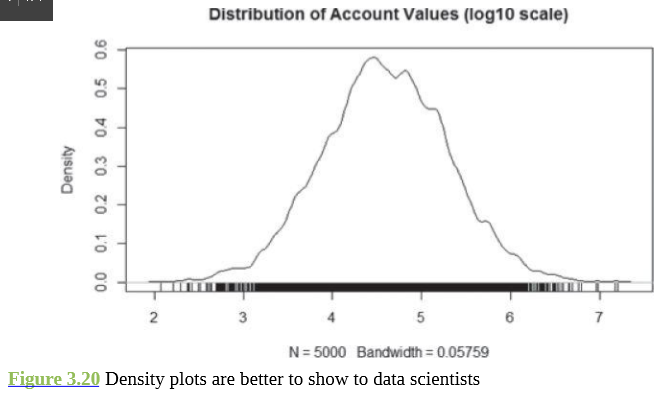 Distribution of Account Values (log10 scale)
0.6
0.5
0.4
0.3
0.2
0.1
0.0
Density
2 3 4 5 6 7
N = 5000 Bandwidth = 0.05759
Figure 3.20 Density plots are better to show to data scientists